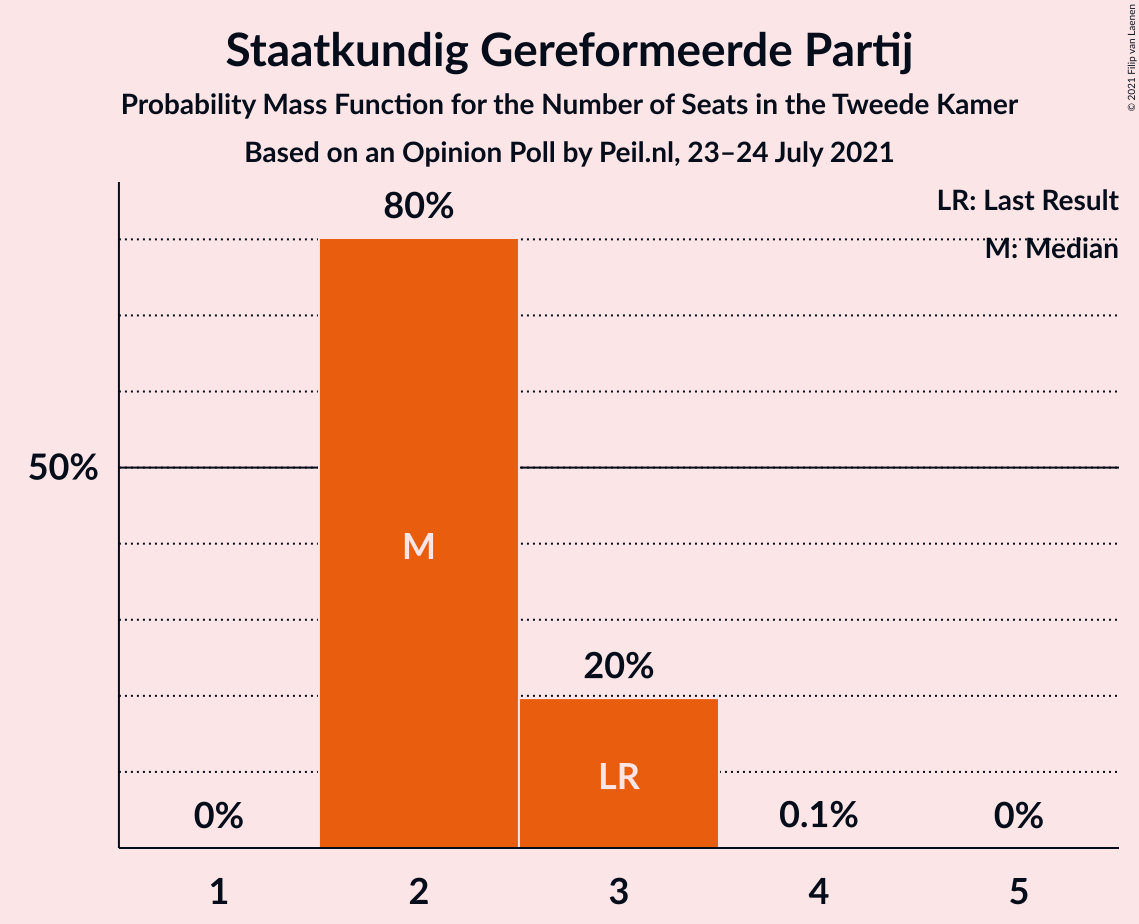 Staatkundig Gereformeerde Partij
Probability Mass Function for the Number of Seats in the Tweede Kamer
Based on an Opinion Poll by Peil.nl, 23–24 July 2021
© 2021 Filip van Laenen
LR: Last Result
M: Median
80%
50%
M
20%
LR
0%
0.1%
0%
1
2
3
4
5